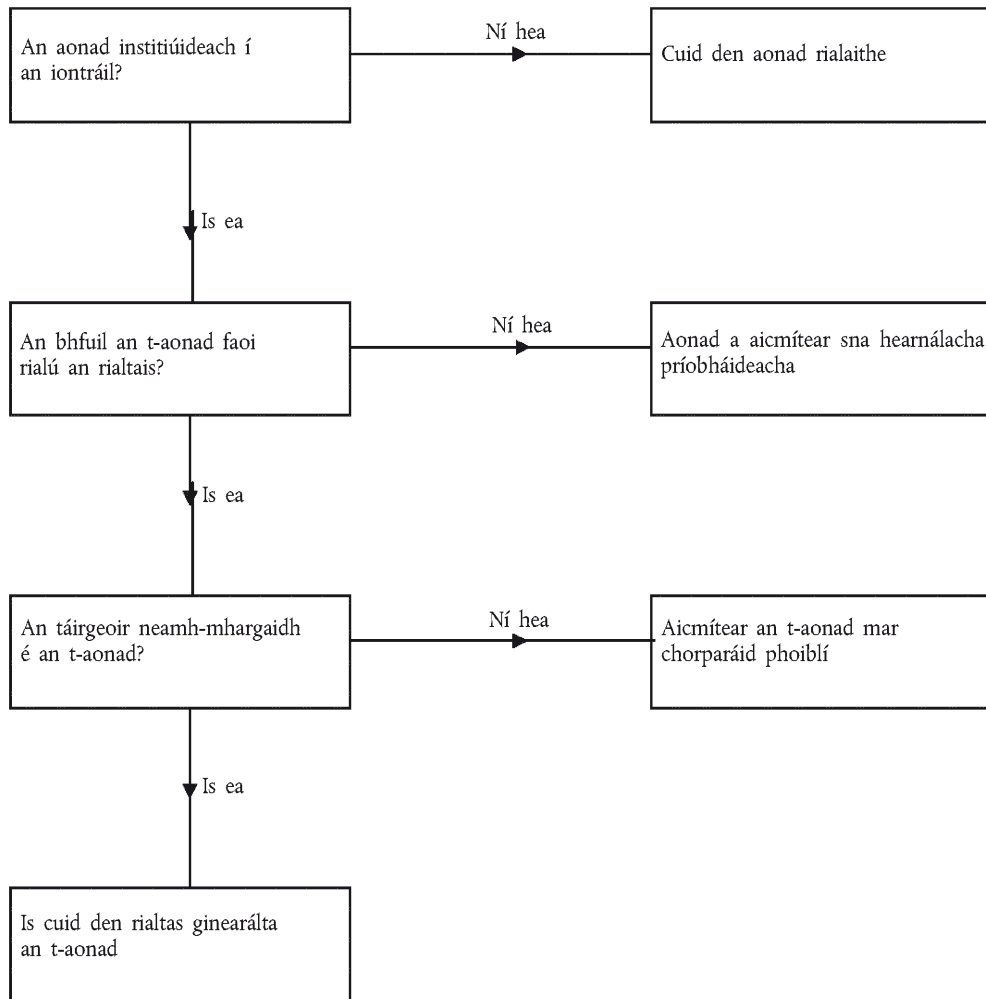 An aonad institiúideach í
an iontráil?
Ní hea
Cuid den aonad rialaithe
Is ea
An bhfuil an t-aonad faoi
rialú an rialtais?
Ní hea
Aonad a aicmítear sna hearnálacha
príobháideacha
Is ea
An táirgeoir neamh-mhargaidh
é an t-aonad?
Ní hea
Aicmítear an t-aonad mar
chorparáid phoiblí
Is ea
Is cuid den rialtas ginearálta
an t-aonad